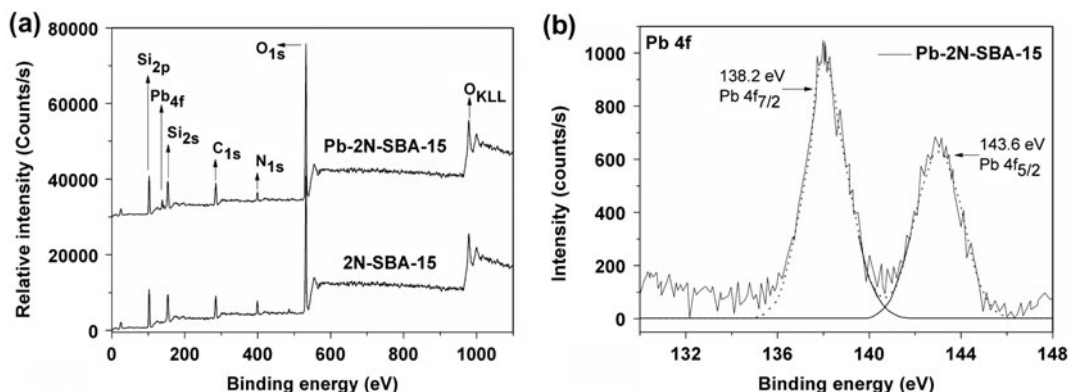 (a)
80000
60000
40000
20000
0
Relative intensity (Counts/s)
0 200 400 600 800 1000
Binding energy (eV)
Si2p
Pb4f
Si2s
C1s
N1s
O1s
OKLL
Pb-2N-SBA-15
2N-SBA-15
(b)
Pb 4f
Pb-2N-SBA-15
1000
800
600
400
200
0
Intensity (counts/s)
132 136 140 144 148
Binding energy (eV)
138.2 eV
Pb 4f7/2
143.6 eV
Pb 4f5/2